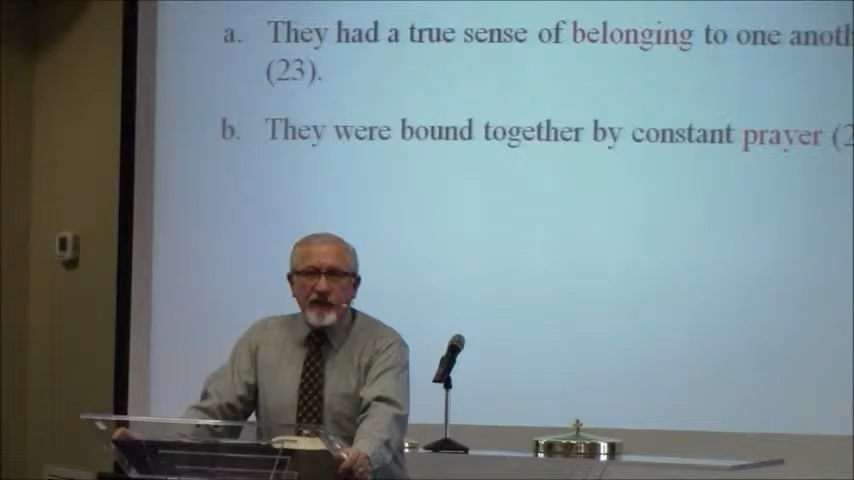 a. They had a true sense of belonging to one anoth
(23).
b. They were bound together by constant prayer (2